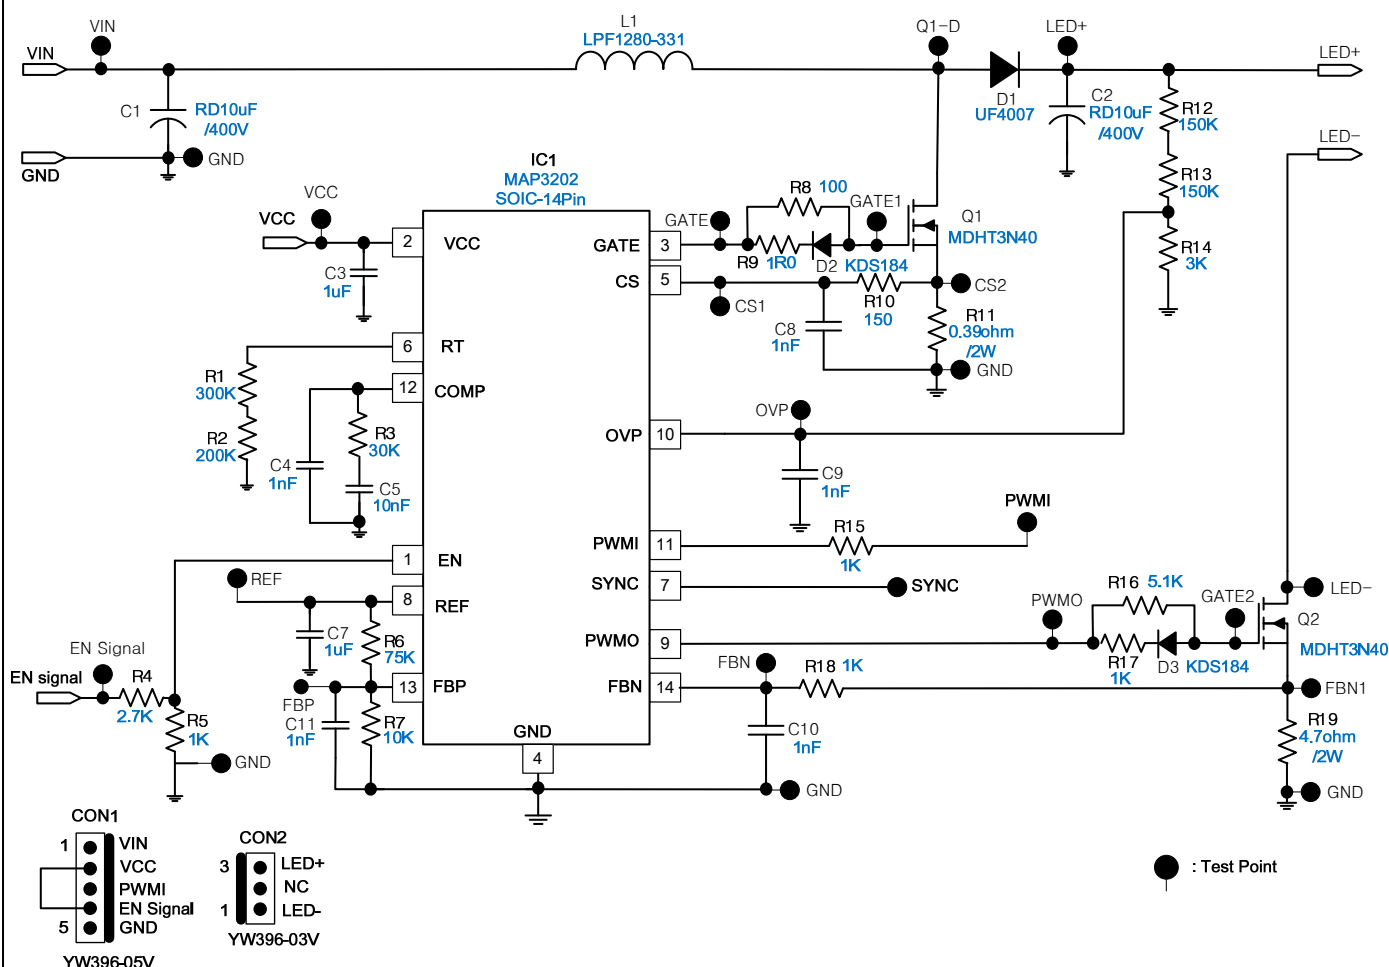 VIN
L1
LPF1280-331
Q1-D
LED+
VIN
LED+
C1
RD10uF
/400V
D1
UF4007
C2
RD10uF
/400V
R12
150K
LED-
GND
GND
IC1
MAP3202
SOIC-14Pin
R13
150K
VCC
VCC
2
VCC
GATE
3
GATE
R8
100
GATE1
R9
1R0
D2
KDS184
Q1
MDHT3N40
R14
3K
C3
1uF
CS
5
CS1
R10
150
CS2
C8
1nF
R11
0.39ohm
/2W
GND
6
RT
R1
300K
12
COMP
R2
200K
R3
30K
C4
1nF
C5
10nF
OVP
OVP
10
C9
1nF
PWMI
PWMI
11
R15
1K
1
EN
SYNC
7
SYNC
REF
8
REF
C7
1uF
R6
75K
PWMO
9
PWMO
R16
5.1K
GATE2
R17
1K
D3
KDS184
Q2
MDHT3N40
LED-
EN Signal
EN signal
R4
2.7K
R5
1K
GND
FBP
13
FBP
C11
1nF
R7
10K
FBN
14
FBN
R18
1K
FBN1
C10
1nF
R19
4.7ohm
/2W
GND
4
GND
GND
CON1
1
VIN
VCC
PWMI
EN Signal
5
GND
YW396-05V
CON2
3
LED+
NC
1
LED-
YW396-03V
: Test Point